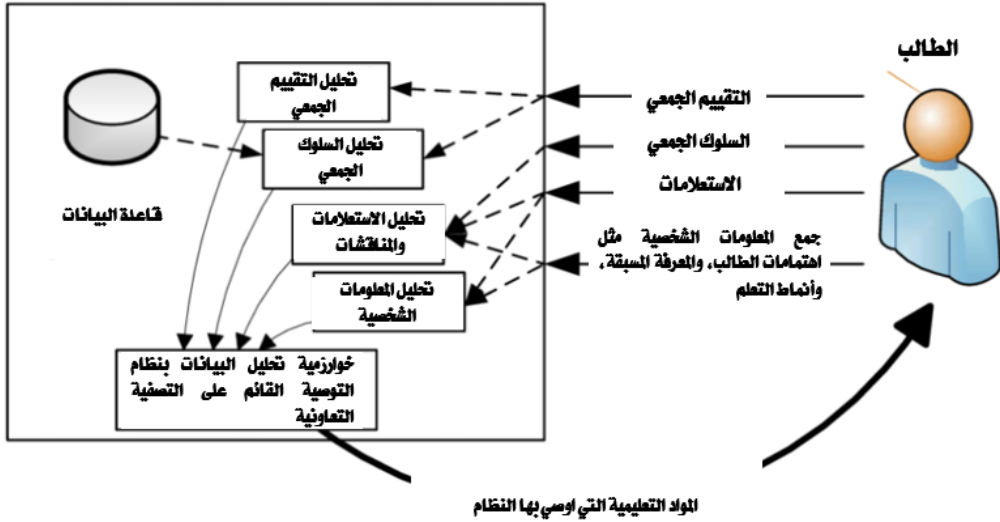 الطالب
التقييم الجمعي
السلوك الجمعي
الاستعلامات
جمع المعلومات الشخصية مثل
اهتمامات الطالب، والمعرفة المسبقة،
وأنماط التعلم
تحليل التقييم
الجمعي
تحليل السلوك
الجمعي
تحليل الاستعلامات
والمناقشات
تحليل المعلومات
الشخصية
قاعدة البيانات
خوارزمية تحليل البيانات بنظام
التوصية القائم على التصفية
التعاونية
المواد التعليمية التي اوصي بها النظام